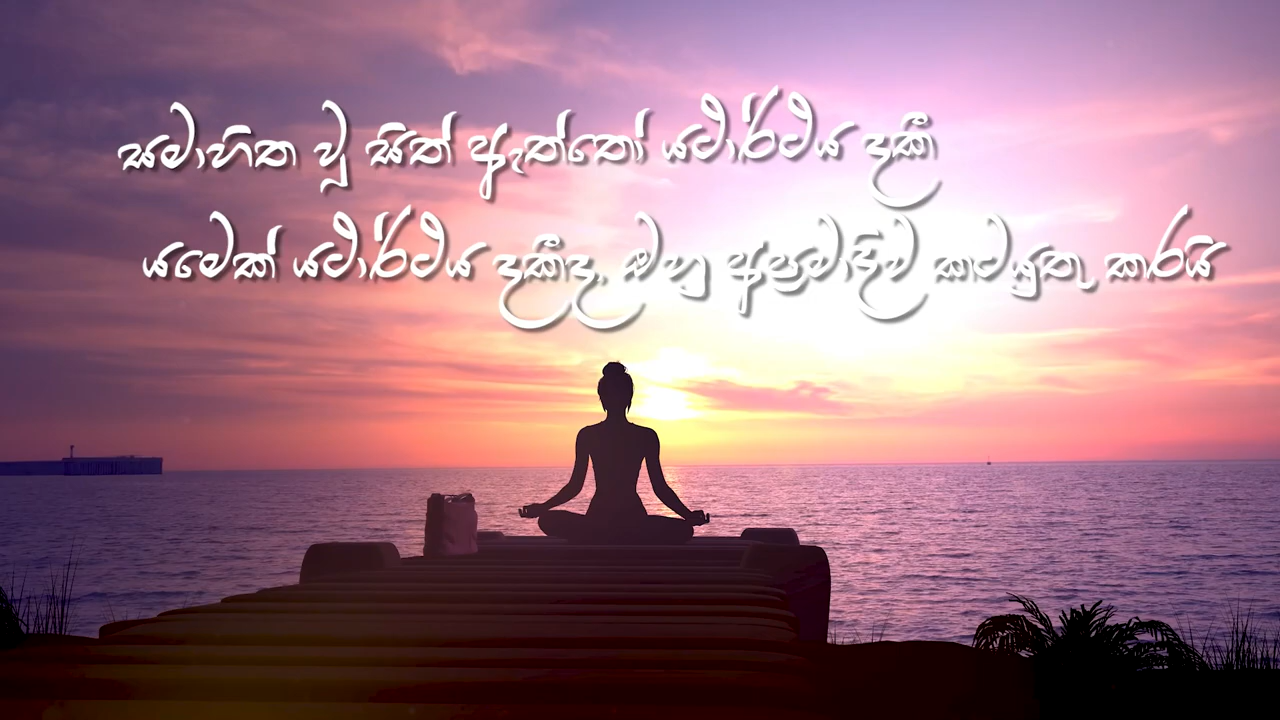 සමාහිත වූ සිත් ඇත්තෝ යථාර්ථය දකී
යමෙක් යථාර්ථය දකීද, ඔහු අප්‍රමාදිව කටයුතු කරයි